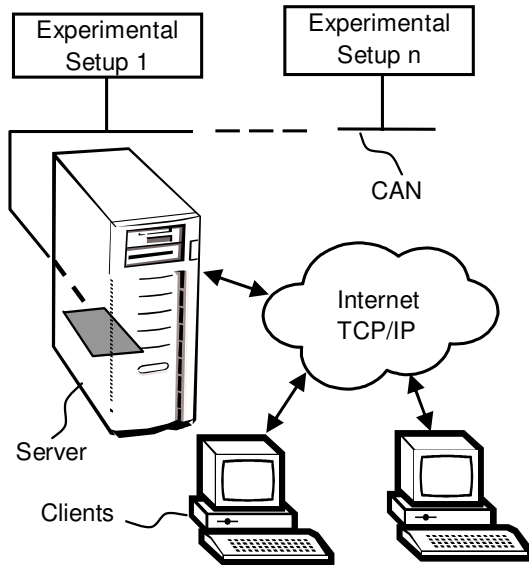 Experimental
Setup 1
Experimental
Setup n
CAN
Internet
TCP/IP
Server
Clients